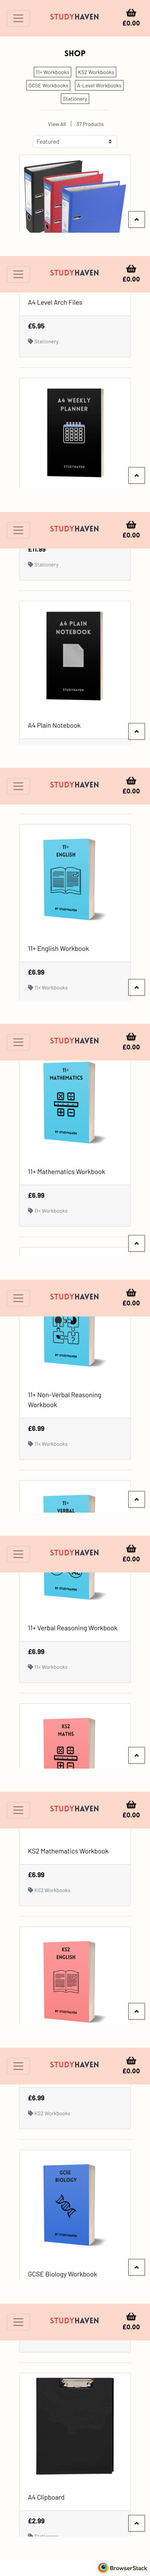 STUDYHAVEN
£0.00
SHOP
11+ Workbooks
KS2 Workbooks
GCSE Workbooks
A-Level Workbooks
Stationery
View All | 37 Products
Featured
STUDYHAVEN
£0.00
A4 Level Arch Files
£5.95
Stationery
A4 WEEKLY
PLANNER
STUDYHAVEN
STUDYHAVEN
£0.00
£11.99
Stationery
A4 PLAIN
NOTEBOOK
STUDYHAVEN
A4 Plain Notebook
STUDYHAVEN
£0.00
11+
ENGLISH
BY STUDYHAVEN
11+ English Workbook
£6.99
11+ Workbooks
STUDYHAVEN
£0.00
11+
MATHEMATICS
BY STUDYHAVEN
11+ Mathematics Workbook
£6.99
11+ Workbooks
STUDYHAVEN
£0.00
BY STUDYHAVEN
11+ Non-Verbal Reasoning
Workbook
£6.99
11+ Workbooks
11+
VERBAL
STUDYHAVEN
£0.00
BY STUDYHAVEN
11+ Verbal Reasoning Workbook
£6.99
11+ Workbooks
KS2
MATHS
STUDYHAVEN
£0.00
KS2 Mathematics Workbook
£6.99
KS2 Workbooks
KS2
ENGLISH
BY STUDYHAVEN
STUDYHAVEN
£0.00
£6.99
KS2 Workbooks
GCSE
BIOLOGY
BY STUDYHAVEN
GCSE Biology Workbook
STUDYHAVEN
£0.00
A4 Clipboard
£2.99
Stationery
BrowserStack